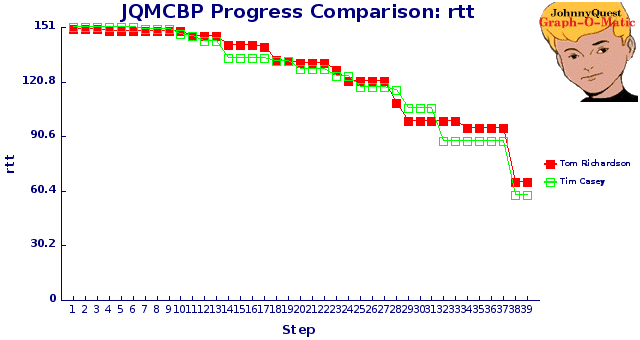 JQMCBP Progress Comparison: rtt
JohnnyQuest
Graph-O-Matic
151
120.8
90.6
60.4
30.2
0
rtt
Tom Richardson
Tim Casey
1 2 3 4 5 6 7 8 9 10 11 12 13 14 15 16 17 18 19 20 21 22 23 24 25 26 27 28 29 30 31 32 33 34 35 36 37 38 39
Step